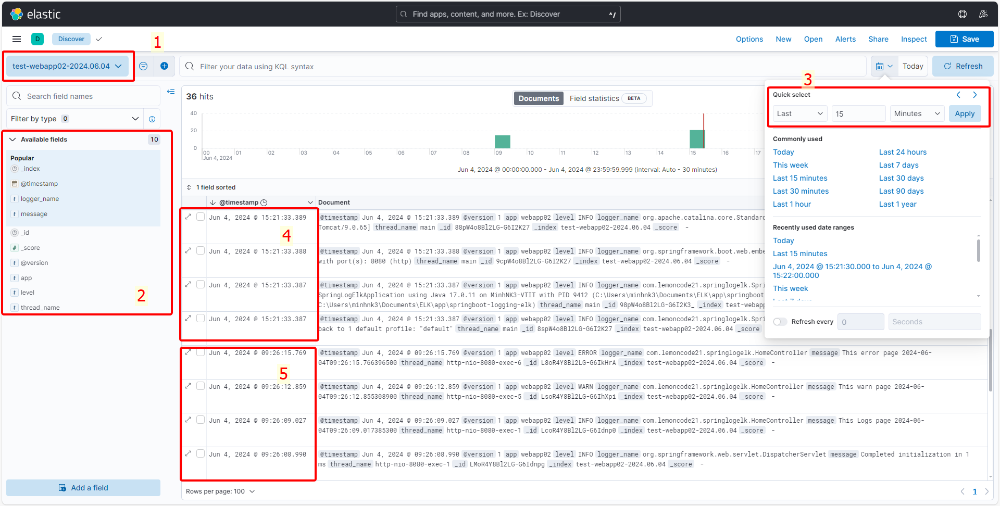 elastic
Find apps, content, and more. Ex: Discover
^/
D
Discover
1
Options
New
Open
Alerts
Share
Inspect
Save
test-webapp02-2024.06.04
Filter your data using KQL syntax
Today
Refresh
Search field names
Filter by type 0
Available fields 10
Popular
_index
@timestamp
logger_name
message
_id
_score
@version
app
level
thread_name
2
Add a field
36 hits
Documents
Field statistics BETA
40
20
0
00 01 02 03 04 05 06 07 08 09 10 11 12 13 14 15 16 17
Jun 4, 2024
Jun 4, 2024 @ 00:00:00.000 - Jun 4, 2024 @ 23:59:59.999 (interval: Auto - 30 minutes)
1 field sorted
@timestamp
Document
4
Jun 4, 2024 @ 15:21:33.389
@timestamp Jun 4, 2024 @ 15:21:33.389 @version 1 app webapp02 level INFO logger_name org.apache.catalina.core.Standard
Tomcat/9.0.65] thread_name main _id 88pW4o8Bl2LG-G6I2K27 _index test-webapp02-2024.06.04 _score -
Jun 4, 2024 @ 15:21:33.388
@timestamp Jun 4, 2024 @ 15:21:33.388 @version 1 app webapp02 level INFO logger_name org.springframework.boot.web.embe
with port(s): 8080 (http) thread_name main _id 9cpW4o8Bl2LG-G6I2K27 _index test-webapp02-2024.06.04 _score -
Jun 4, 2024 @ 15:21:33.387
@timestamp Jun 4, 2024 @ 15:21:33.387 @version 1 app webapp02 level INFO logger_name com.lemoncode21.springlogelk.Spri
SpringLogElkApplication using Java 17.0.11 on MinhNK3-VTIT with PID 9412 (C:\Users\minhnk3\Documents\ELK\app\springboot
C:\Users\minhnk3\Documents\ELK\app\springboot-logging-elk) thread_name main _id 98pW4o8Bl2LG-G6I2K3_ _index test-webapp
Jun 4, 2024 @ 15:21:33.387
@timestamp Jun 4, 2024 @ 15:21:33.387 @version 1 app webapp02 level INFO logger_name com.lemoncode21.springlogelk.Spri
back to 1 default profile: "default" thread_name main _id 8spW4o8Bl2LG-G6I2K27 _index test-webapp02-2024.06.04 _score
5
Jun 4, 2024 @ 09:26:15.769
@timestamp Jun 4, 2024 @ 09:26:15.769 @version 1 app webapp02 level ERROR logger_name com.lemoncode21.springlogelk.HomeController message This error page 2024-06-
04T09:26:15.766396500 thread_name http-nio-8080-exec-6 _id L8oR4Y8Bl2LG-G6IkHrA _index test-webapp02-2024.06.04 _score -
Jun 4, 2024 @ 09:26:12.859
@timestamp Jun 4, 2024 @ 09:26:12.859 @version 1 app webapp02 level WARN logger_name com.lemoncode21.springlogelk.HomeController message This warn page 2024-06-
04T09:26:12.855308900 thread_name http-nio-8080-exec-5 _id LsoR4Y8Bl2LG-G6IhXpi _index test-webapp02-2024.06.04 _score -
Jun 4, 2024 @ 09:26:09.027
@timestamp Jun 4, 2024 @ 09:26:09.027 @version 1 app webapp02 level INFO logger_name com.lemoncode21.springlogelk.HomeController message This Logs page 2024-06-
04T09:26:09.017385300 thread_name http-nio-8080-exec-1 _id LcoR4Y8Bl2LG-G6Idnp0 _index test-webapp02-2024.06.04 _score -
Jun 4, 2024 @ 09:26:08.990
@timestamp Jun 4, 2024 @ 09:26:08.990 @version 1 app webapp02 level INFO logger_name org.springframework.web.servlet.DispatcherServlet message Completed initialization in 1
ms thread_name http-nio-8080-exec-1 _id LMoR4Y8Bl2LG-G6Idnpg _index test-webapp02-2024.06.04 _score -
Rows per page: 100
1
3
Quick select
Last 15 Minutes Apply
Commonly used
Today Last 24 hours
This week Last 7 days
Last 15 minutes Last 30 days
Last 30 minutes Last 90 days
Last 1 hour Last 1 year
Recently used date ranges
Today
Last 15 minutes
Jun 4, 2024 @ 15:21:30.000 to Jun 4, 2024 @
15:22:00.000
This week
Last 7 days
Refresh every 0 Seconds